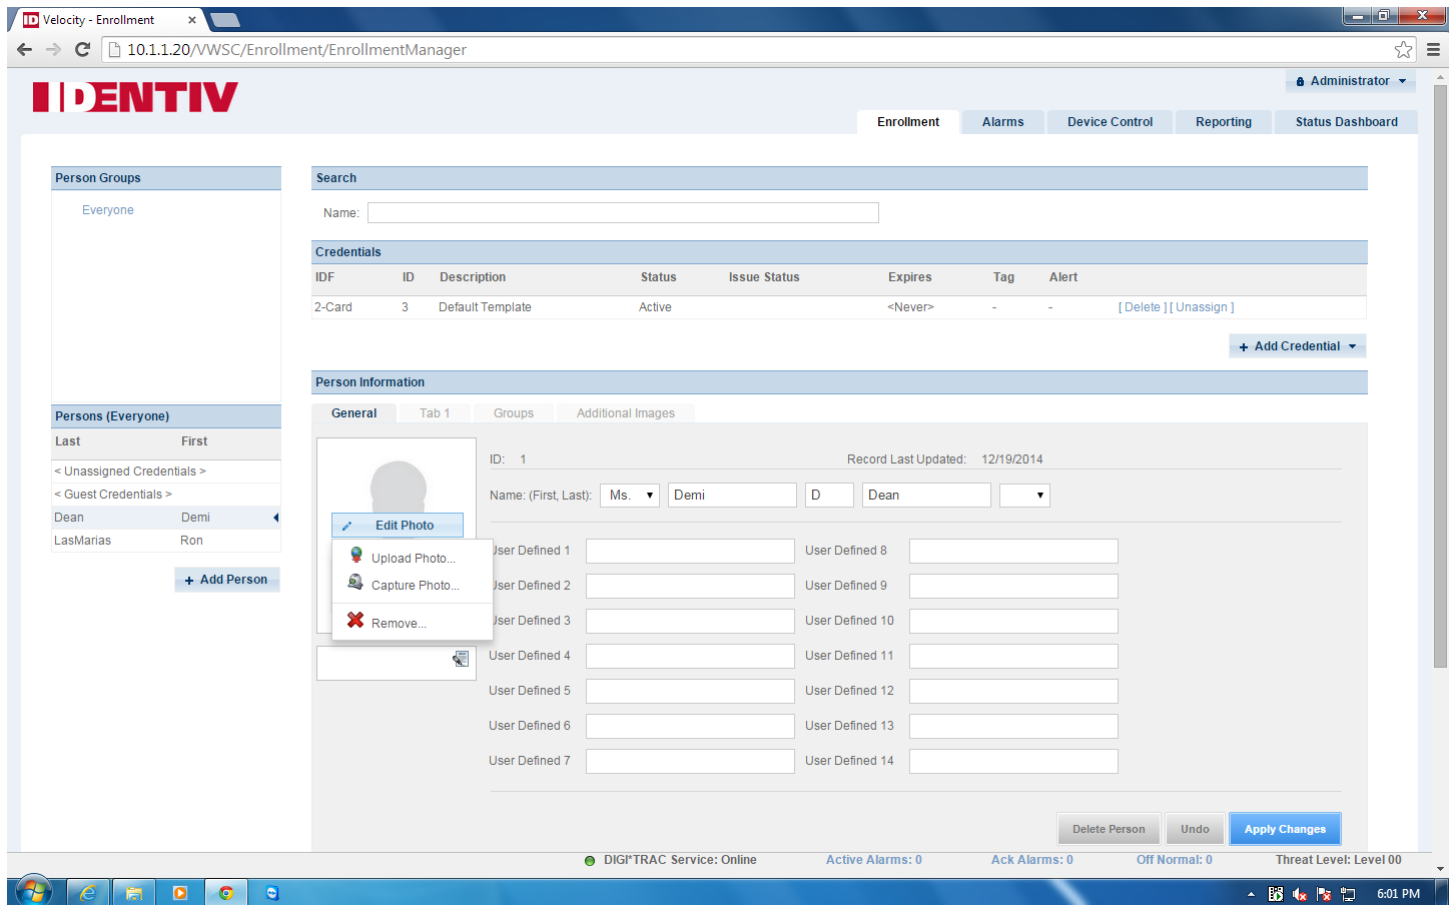 ID Velocity - Enrollment
10.1.1.20/VWSC/Enrollment/EnrollmentManager
IDENTIV
Administrator
Enrollment Alarms Device Control Reporting Status Dashboard
Person Groups
Everyone
Search
Name:
Credentials
IDF ID Description Status Issue Status Expires Tag Alert
2-Card 3 Default Template Active <Never> - - [ Delete ] [ Unassign ]
+ Add Credential
Person Information
General Tab 1 Groups Additional Images
Persons (Everyone)
Last First
< Unassigned Credentials >
< Guest Credentials >
Dean Demi
LasMarias Ron
+ Add Person
ID: 1 Record Last Updated: 12/19/2014
Name: (First, Last): Ms. Demi D Dean
Edit Photo
Upload Photo...
Capture Photo...
Remove...
User Defined 1 User Defined 8
User Defined 2 User Defined 9
User Defined 3 User Defined 10
User Defined 4 User Defined 11
User Defined 5 User Defined 12
User Defined 6 User Defined 13
User Defined 7 User Defined 14
Delete Person Undo Apply Changes
DIGI*TRAC Service: Online Active Alarms: 0 Ack Alarms: 0 Off Normal: 0 Threat Level: Level 00
6:01 PM